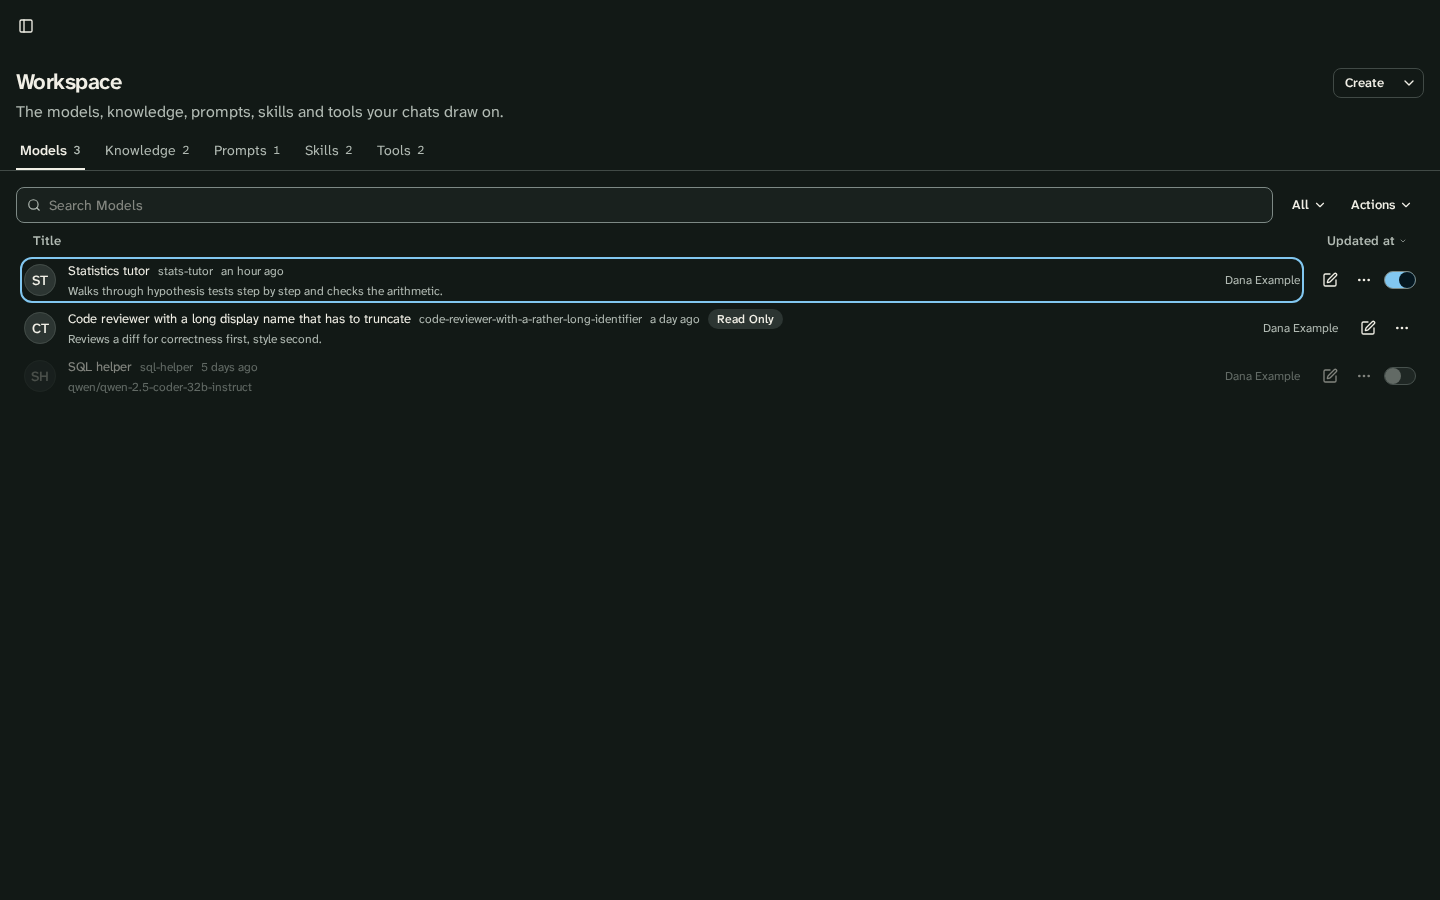 Workspace
Create
The models, knowledge, prompts, skills and tools your chats draw on.
Models 3 Knowledge 2 Prompts 1 Skills 2 Tools 2
Search Models All Actions
Title Updated at
ST Statistics tutor stats-tutor an hour ago
Walks through hypothesis tests step by step and checks the arithmetic.
Dana Example
CT Code reviewer with a long display name that has to truncate code-reviewer-with-a-rather-long-identifier a day ago Read Only
Reviews a diff for correctness first, style second.
Dana Example
SH SQL helper sql-helper 5 days ago
qwen/qwen-2.5-coder-32b-instruct
Dana Example